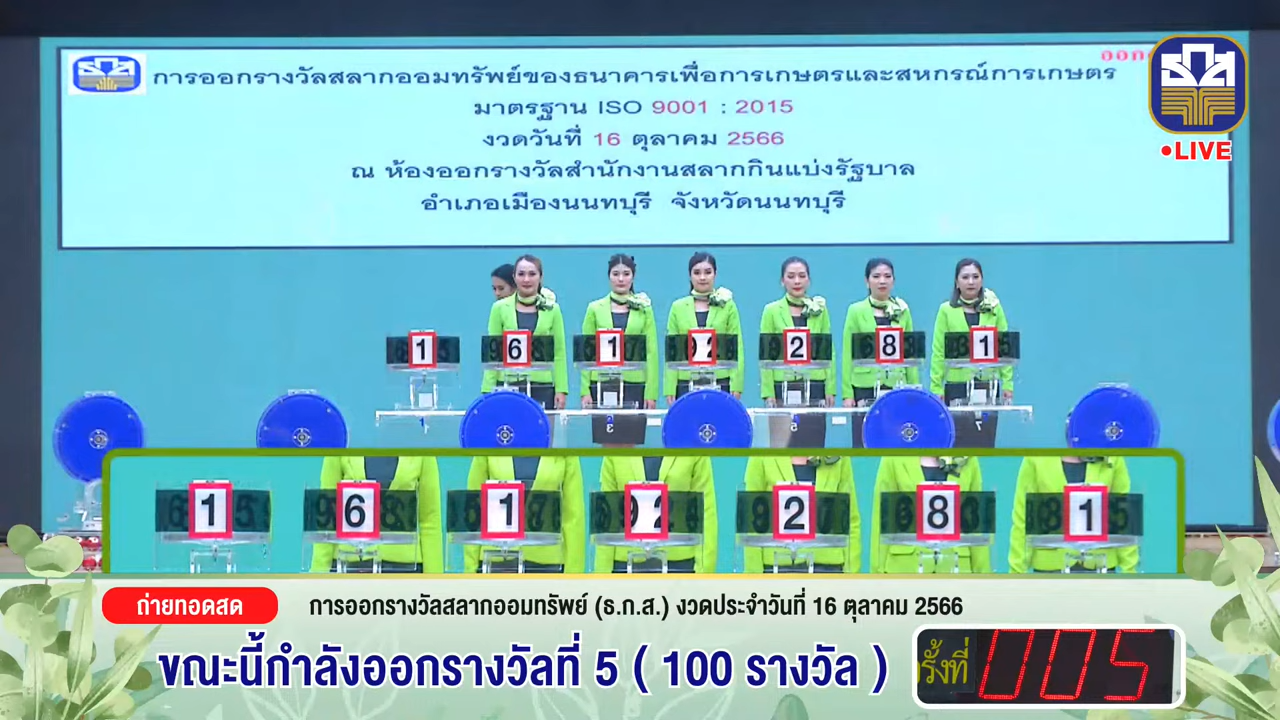 ธกส การออกรางวัลสลากออมทรัพย์ของธนาคารเพื่อการเกษตรและสหกรณ์การเกษตร
มาตรฐาน ISO 9001 : 2015
งวดวันที่ 16 ตุลาคม 2566
ณ ห้องออกรางวัลสำนักงานสลากกินแบ่งรัฐบาล
อำเภอเมืองนนทบุรี จังหวัดนนทบุรี
ธกส
LIVE
1 6 1 2 8 1
3 5 7
1 6 1 2 8 1
ถ่ายทอดสด การออกรางวัลสลากออมทรัพย์ (ธ.ก.ส.) งวดประจำวันที่ 16 ตุลาคม 2566
ขณะนี้กำลังออกรางวัลที่ 5 ( 100 รางวัล ) รั้งที่ 005